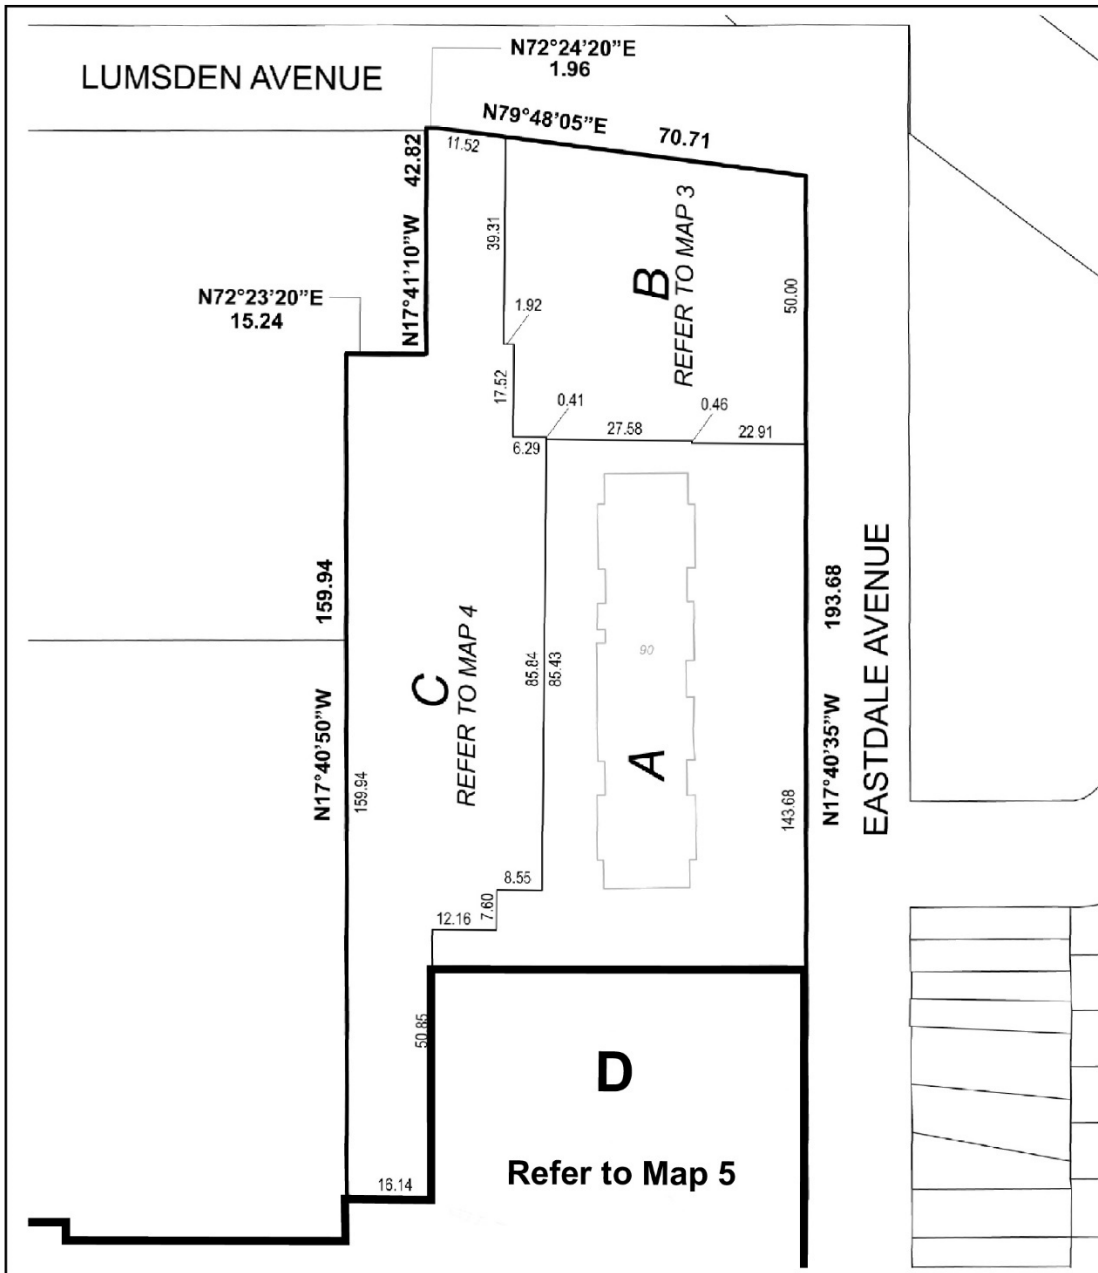 N72°24'20"E
1.96
LUMSDEN AVENUE
N79°48'05"E 70.71
11.52
N17°41'10"W 42.82
39.31
B
REFER TO MAP 3
50.00
N72°23'20"E
15.24
1.92
17.52
0.41
0.46
27.58
22.91
6.29
N17°40'50"W 159.94
159.94
C
REFER TO MAP 4
85.84
85.43
90
A
143.68
N17°40'35"W 193.68
EASTDALE AVENUE
8.55
7.60
12.16
50.85
D
Refer to Map 5
16.14